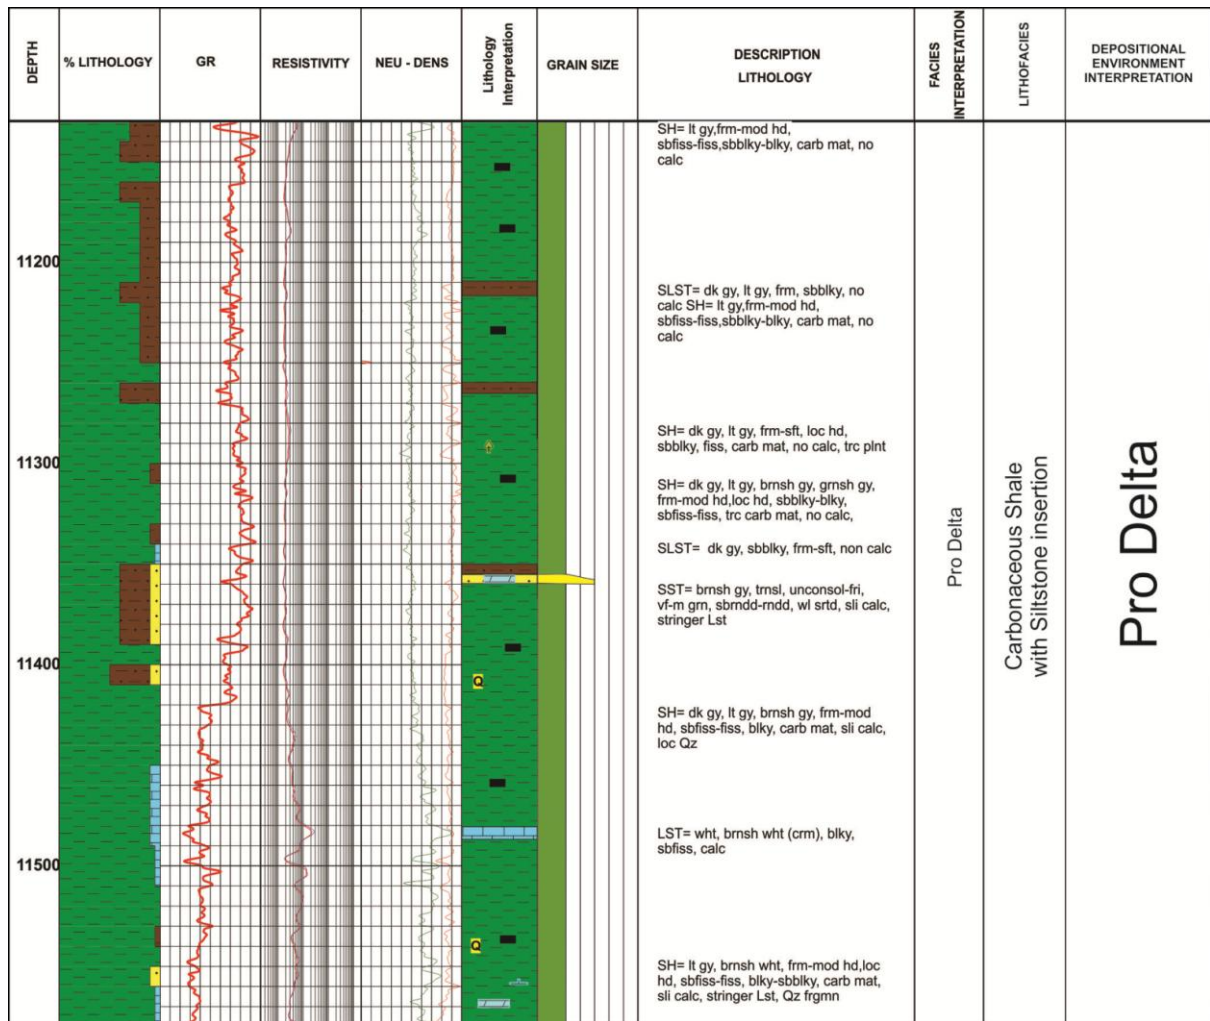 DEPTH
% LITHOLOGY
GR
RESISTIVITY
NEU - DENS
Lithology
Interpretation
GRAIN SIZE
DESCRIPTION
LITHOLOGY
FACIES
INTERPRETATION
LITHOFACIES
DEPOSITIONAL
ENVIRONMENT
INTERPRETATION
SH= lt gy,frm-mod hd,
sbfiss-fiss,sbblky-blky, carb mat, no
calc
11200
SLST= dk gy, lt gy, frm, sbblky, no
calc SH= lt gy,frm-mod hd,
sbfiss-fiss,sbblky-blky, carb mat, no
calc
SH= dk gy, lt gy, frm-sft, loc hd,
sbblky, fiss, carb mat, no calc, trc plnt
11300
SH= dk gy, lt gy, brnsh gy, grnsh gy,
frm-mod hd,loc hd, sbblky-blky,
sbfiss-fiss, trc carb mat, no calc,
SLST= dk gy, sbblky, frm-sft, non calc
SST= brnsh gy, trnsl, unconsol-fri,
vf-m grn, sbrndd-rndd, wl srtd, sli calc,
stringer Lst
11400
Q
SH= dk gy, lt gy, brnsh gy, frm-mod
hd, sbfiss-fiss, blky, carb mat, sli calc,
loc Qz
LST= wht, brnsh wht (crm), blky,
sbfiss, calc
11500
Q
SH= lt gy, brnsh wht, frm-mod hd,loc
hd, sbfiss-fiss, blky-sbblky, carb mat,
sli calc, stringer Lst, Qz frgmn
Pro Delta
Carbonaceous Shale
with Siltstone insertion
Pro Delta